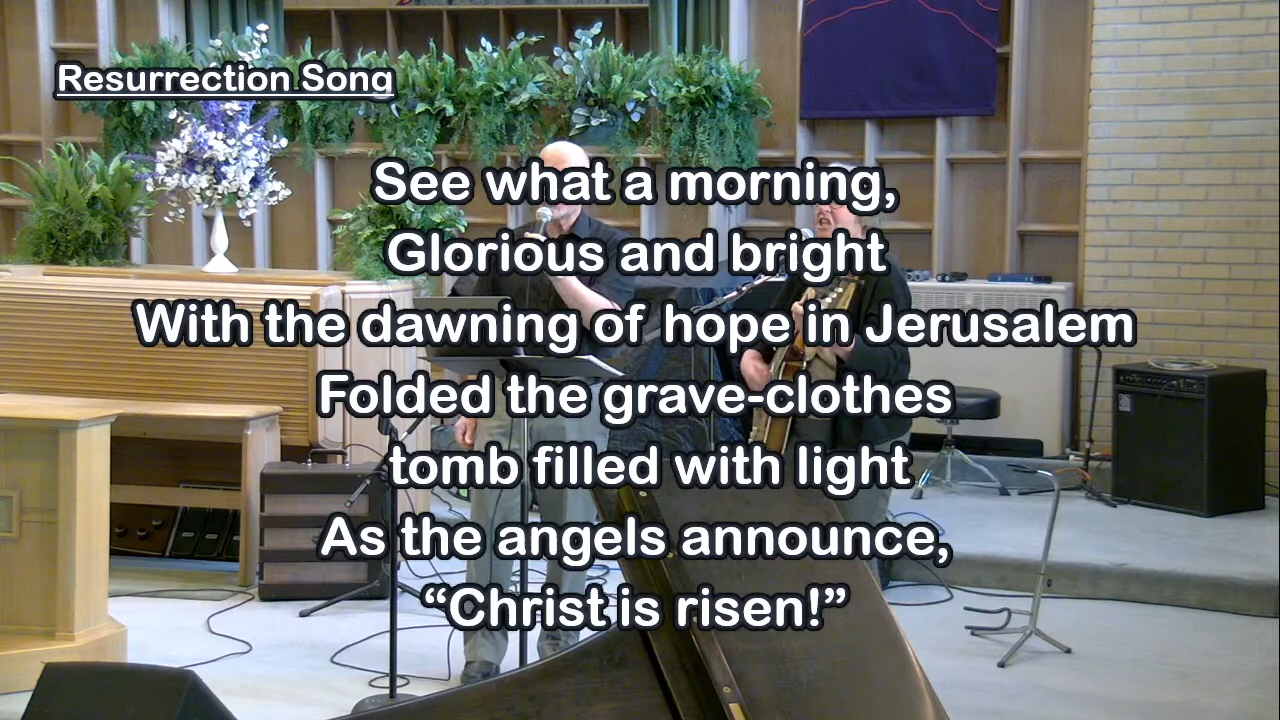 Resurrection Song
See what a morning,
Glorious and bright
With the dawning of hope in Jerusalem
Folded the grave-clothes
tomb filled with light
As the angels announce,
“Christ is risen!”